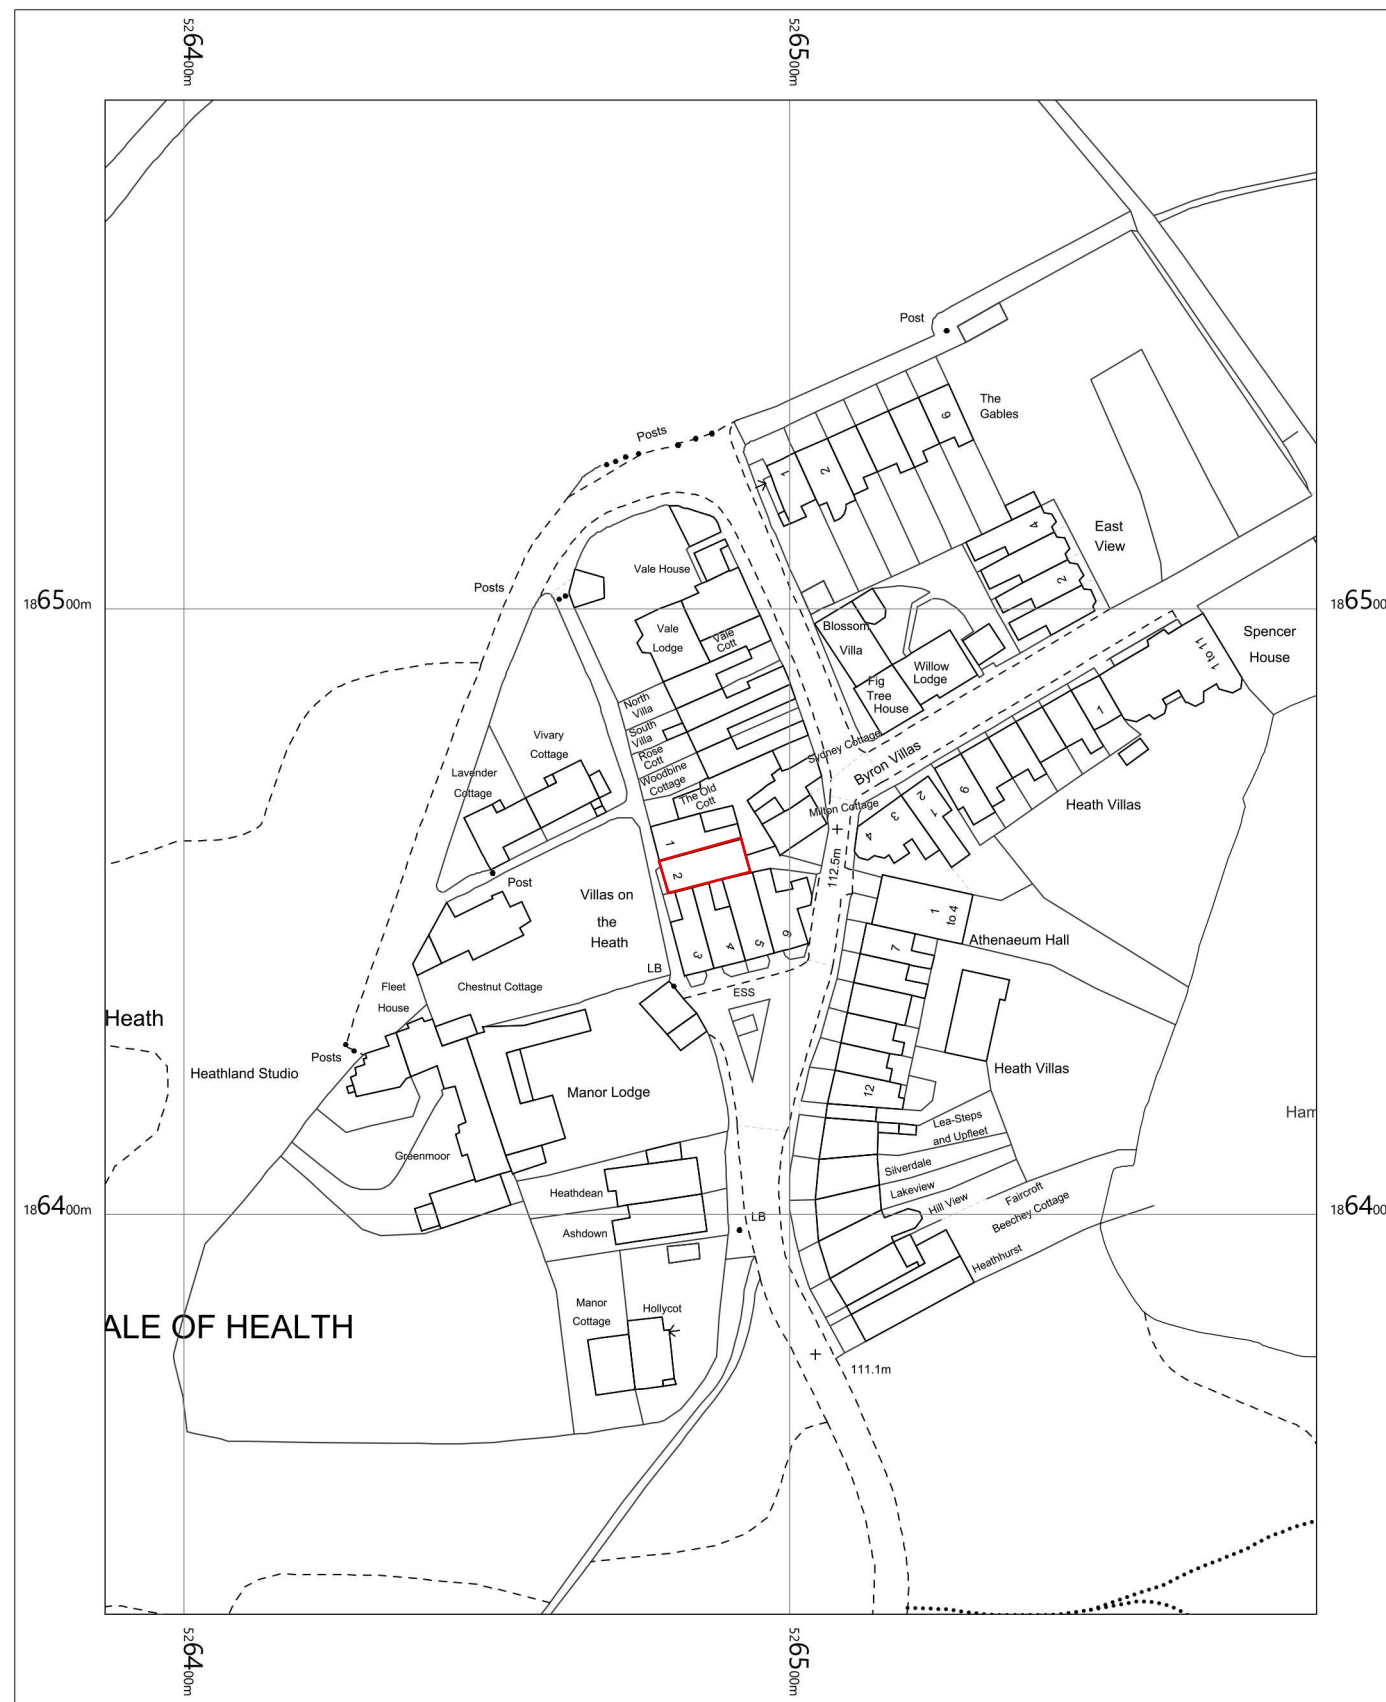 526400m
526500m
Post
The
Gables
6
Posts
1
2
4
East
View
2
Posts
Vale House
186500m
186500
Vale
Lodge
Vale
Cott
Blossom
Villa
Willow
Lodge
Fig
Tree
House
1 to 11
Spencer
House
North
Villa
South
Villa
Rose
Cott
Woodbine
Cottage
Vivary
Cottage
Lavender
Cottage
Sydney Cottage
Byron Villas
1
The Old
Cott
Milton Cottage
2
1
3
4
9
Heath Villas
112.5m
1
2
Post
Villas on
the
Heath
3
4
5
6
1
to 4
Athenaeum Hall
7
LB
ESS
Fleet
House
Chestnut Cottage
Heath
Posts
Heathland Studio
Manor Lodge
Heath Villas
12
Ham
Lea-Steps
and Upfleet
Greenmoor
Silverdale
Heathdean
Lakeview
Hill View
Faircroft
Beechey Cottage
186400m
186400
Ashdown
LB
Heathhurst
Manor
Cottage
Hollycot
ALE OF HEALTH
111.1m
526400m
526500m